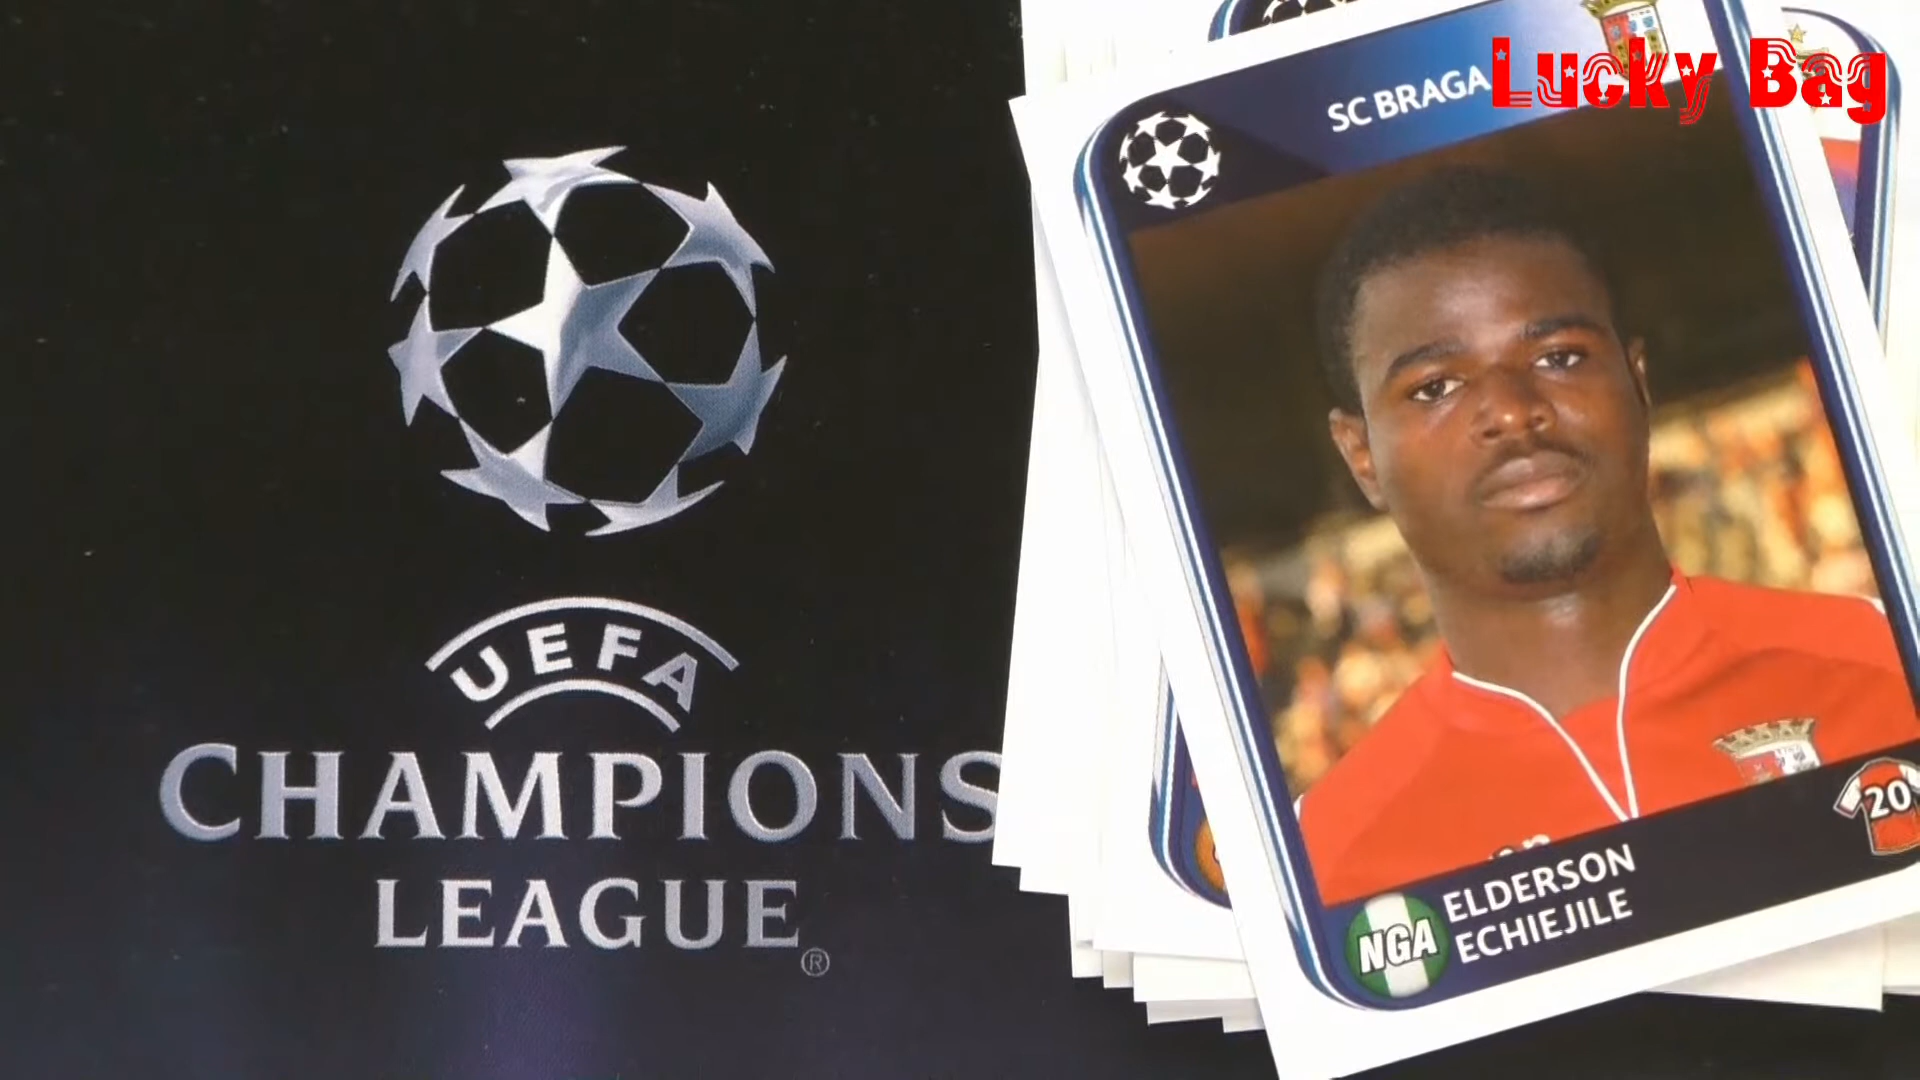 Lucky Bag
SC BRAGA
UEFA
CHAMPIONS
LEAGUE®
20
ELDERSON
ECHIEJILE
NGA